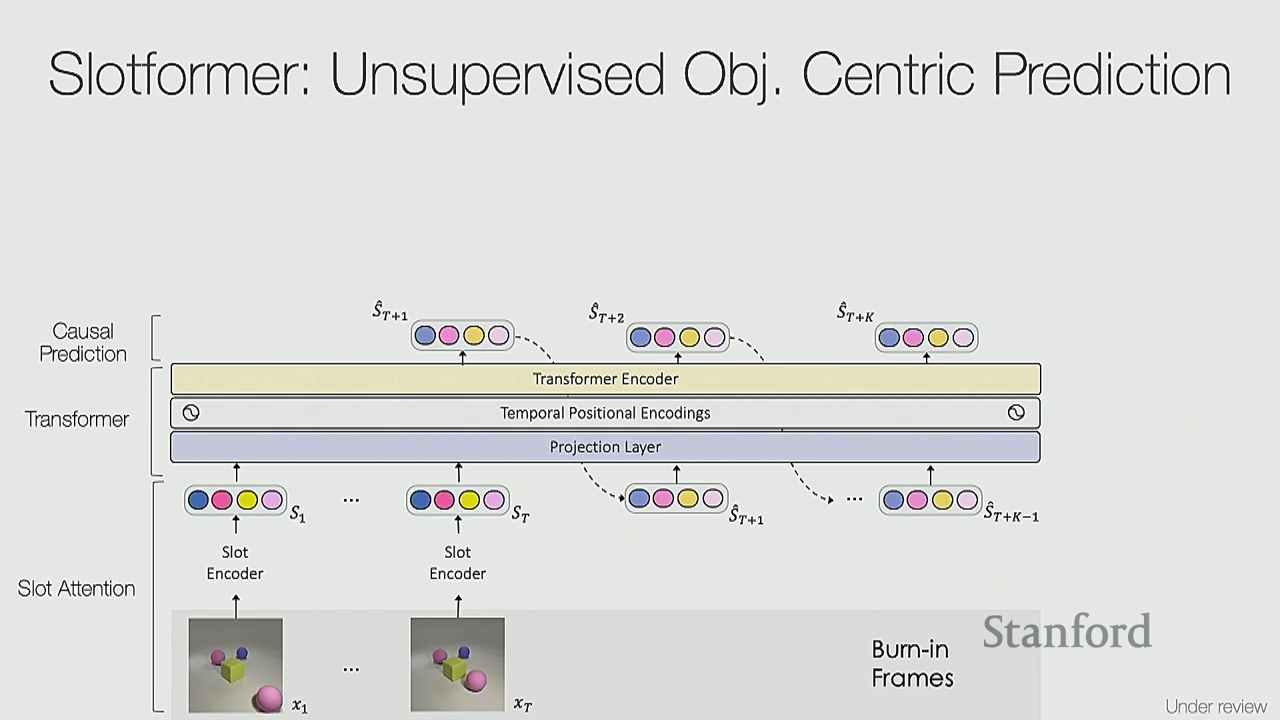 Slotformer: Unsupervised Obj. Centric Prediction
Causal
Prediction
Ŝ_{T+1}
Ŝ_{T+2}
Ŝ_{T+K}
Transformer
Transformer Encoder
Temporal Positional Encodings
Projection Layer
S_1
...
S_T
Ŝ_{T+1}
...
Ŝ_{T+K-1}
Slot Attention
Slot
Encoder
Slot
Encoder
x_1
...
x_T
Burn-in
Frames
Stanford
Under review